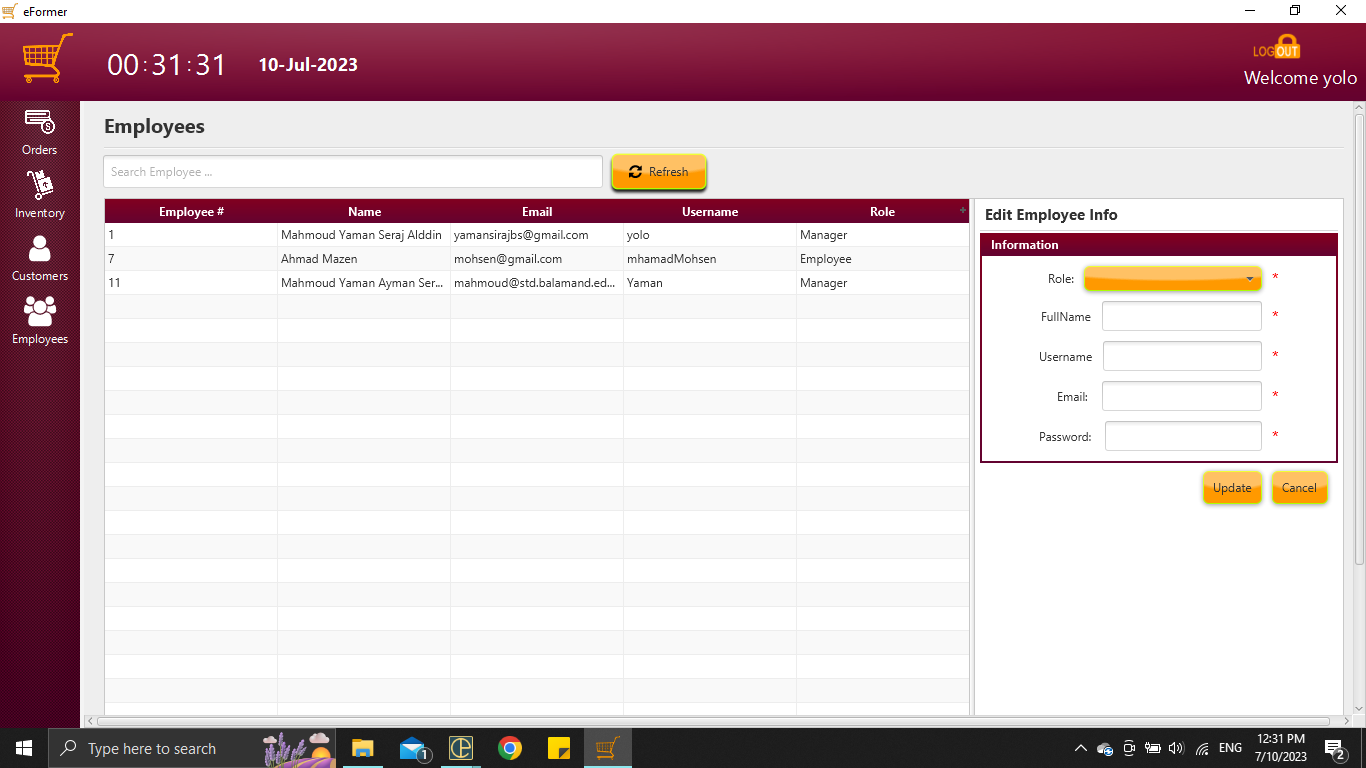 eFormer
00:31:31
10-Jul-2023
LOGOUT
Welcome yolo
Orders
Inventory
Customers
Employees
Employees
Search Employee ...
Refresh
Employee # Name Email Username Role +
1 Mahmoud Yaman Seraj Alddin yamansirajbs@gmail.com yolo Manager
7 Ahmad Mazen mohsen@gmail.com mhamadMohsen Employee
11 Mahmoud Yaman Ayman Ser... mahmoud@std.balamand.ed... Yaman Manager
Edit Employee Info
Information
Role: *
FullName *
Username *
Email: *
Password: *
Update Cancel
Type here to search
1
ENG
12:31 PM
7/10/2023
2